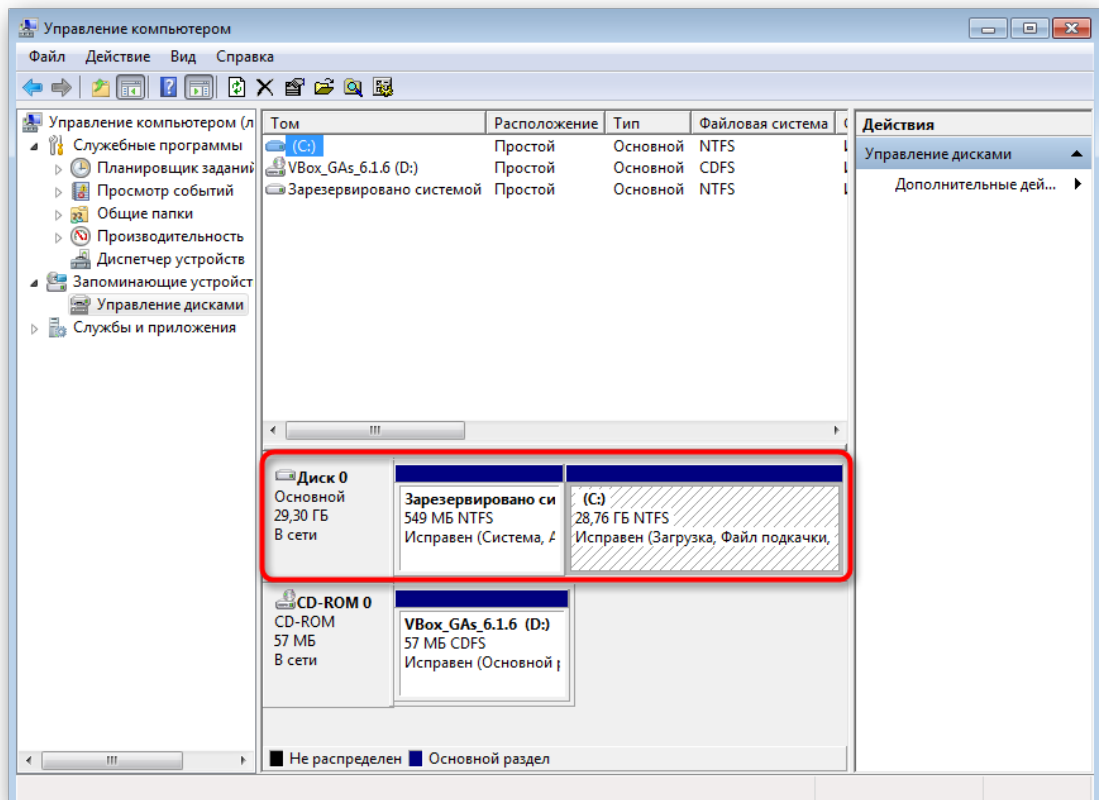 Управление компьютером
Файл Действие Вид Справка
Управление компьютером (л
Служебные программы
Планировщик заданий
Просмотр событий
Общие папки
Производительность
Диспетчер устройств
Запоминающие устройст
Управление дисками
Службы и приложения
Том Расположение Тип Файловая система
(C:) Простой Основной NTFS
VBox_GAs_6.1.6 (D:) Простой Основной CDFS
Зарезервировано системой Простой Основной NTFS
Диск 0
Основной
29,30 ГБ
В сети
Зарезервировано си
549 МБ NTFS
Исправен (Система, А
(C:)
28,76 ГБ NTFS
Исправен (Загрузка, Файл подкачки,
CD-ROM 0
CD-ROM
57 МБ
В сети
VBox_GAs_6.1.6 (D:)
57 МБ CDFS
Исправен (Основной р
Не распределен Основной раздел
Действия
Управление дисками
Дополнительные дей...